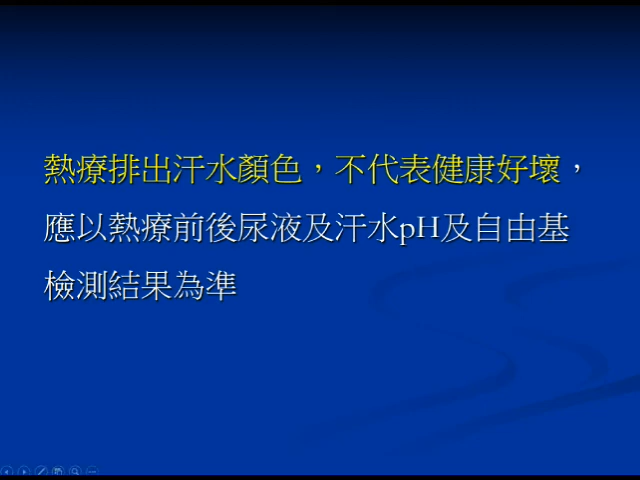 熱療排出汗水顏色，不代表健康好壞，
應以熱療前後尿液及汗水pH及自由基
檢測結果為準